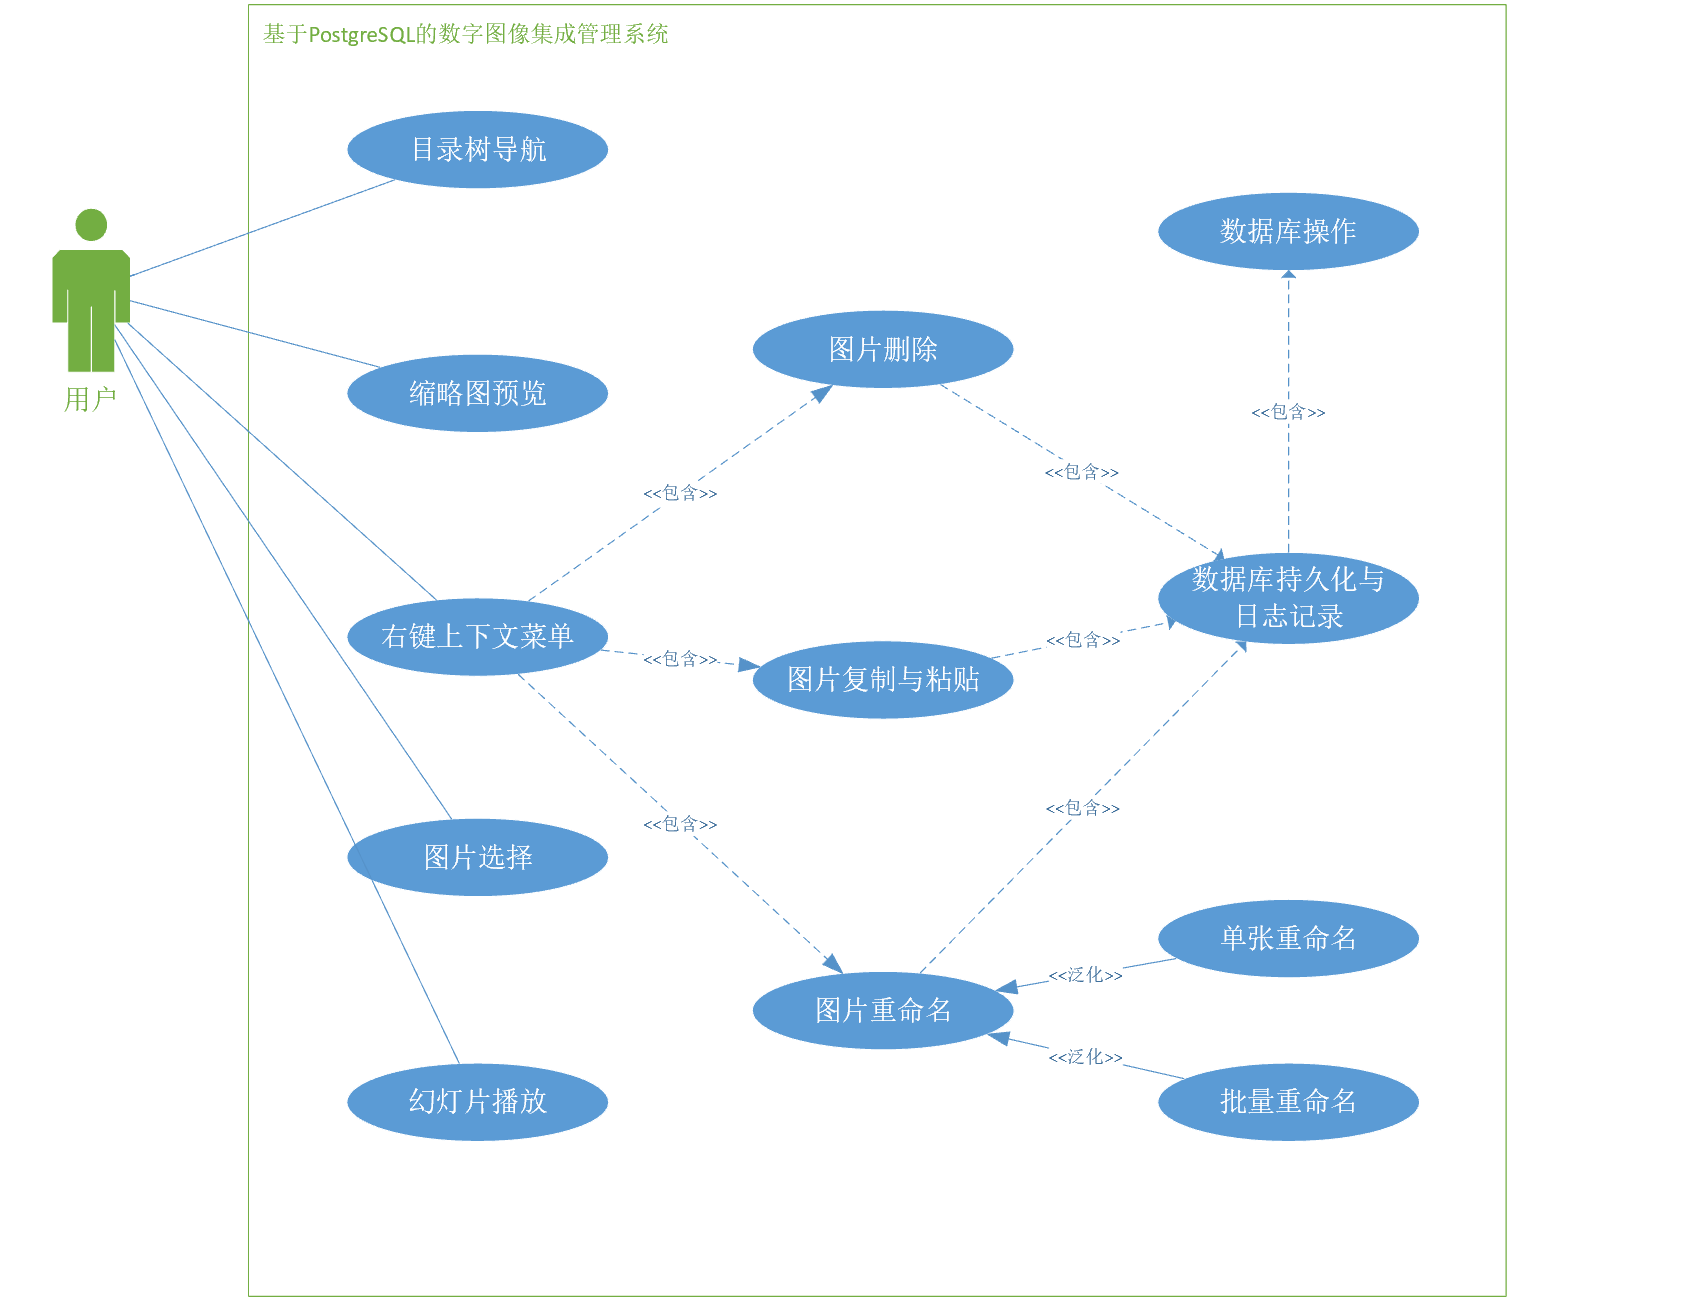 基于PostgreSQL的数字图像集成管理系统
目录树导航
数据库操作
图片删除
用户
缩略图预览
<<包含>>
<<包含>>
<<包含>>
数据库持久化与
日志记录
右键上下文菜单
<<包含>>
<<包含>>
图片复制与粘贴
<<包含>>
<<包含>>
图片选择
单张重命名
<<泛化>>
图片重命名
<<泛化>>
幻灯片播放
批量重命名